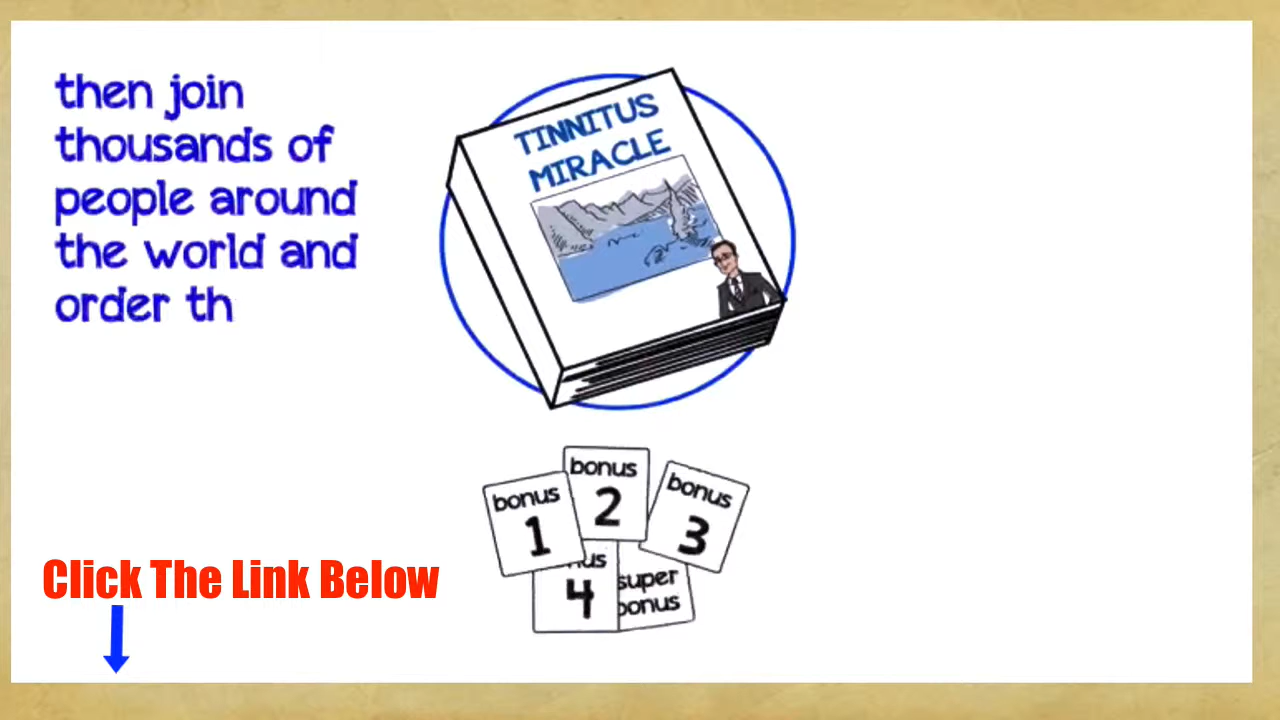 then join
thousands of
people around
the world and
order th
TINNITUS
MIRACLE
bonus
1
bonus
2
bonus
3
nus
4
super
bonus
Click The Link Below